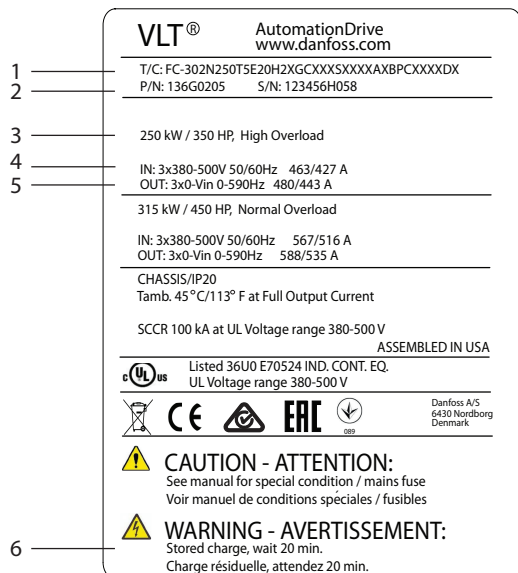 VLT® AutomationDrive
www.danfoss.com
1 T/C: FC-302N250T5E20H2XGCXXXSXXXXAXBPCXXXXDX
2 P/N: 136G0205 S/N: 123456H058
3 250 kW / 350 HP, High Overload
4 IN: 3x380-500V 50/60Hz 463/427 A
5 OUT: 3x0-Vin 0-590Hz 480/443 A
315 kW / 450 HP, Normal Overload
IN: 3x380-500V 50/60Hz 567/516 A
OUT: 3x0-Vin 0-590Hz 588/535 A
CHASSIS/IP20
Tamb. 45°C/113° F at Full Output Current
SCCR 100 kA at UL Voltage range 380-500 V
ASSEMBLED IN USA
c UL us Listed 36U0 E70524 IND. CONT. EQ.
UL Voltage range 380-500 V
CE EAC 089
Danfoss A/S
6430 Nordborg
Denmark
CAUTION - ATTENTION:
See manual for special condition / mains fuse
Voir manuel de conditions spéciales / fusibles
WARNING - AVERTISSEMENT:
6 Stored charge, wait 20 min.
Charge résiduelle, attendez 20 min.